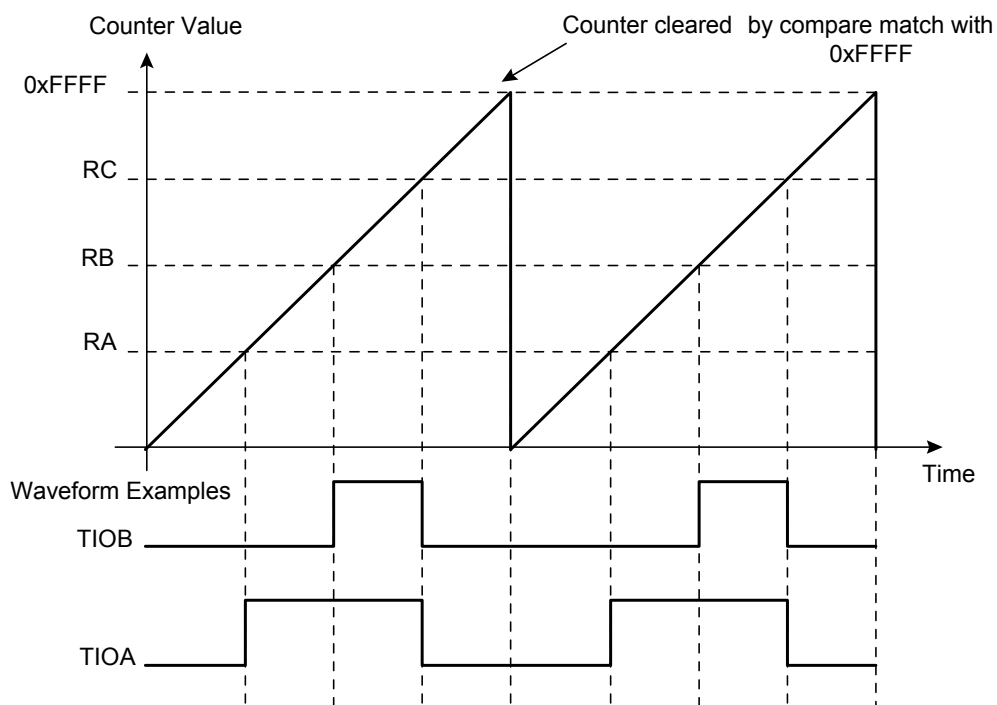 Counter Value
Counter cleared by compare match with
0xFFFF
0xFFFF
RC
RB
RA
Time
Waveform Examples
TIOB
TIOA